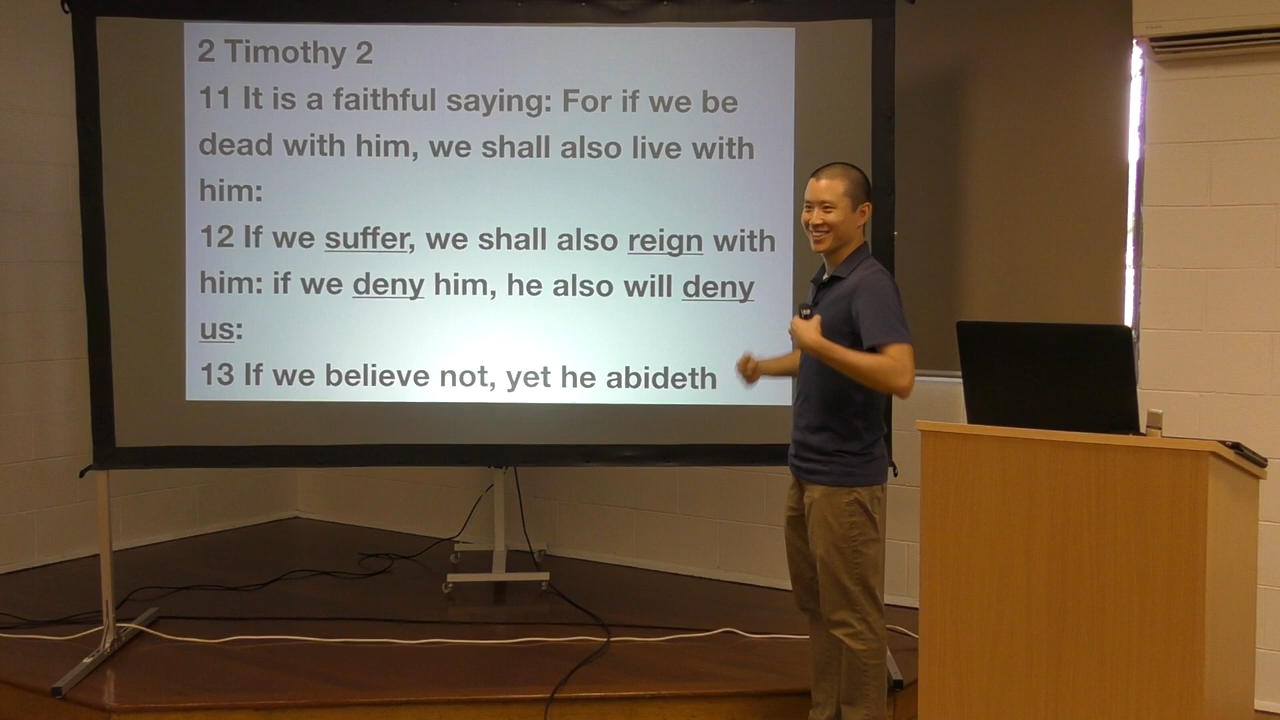 2 Timothy 2
11 It is a faithful saying: For if we be
dead with him, we shall also live with
him:
12 If we suffer, we shall also reign with
him: if we deny him, he also will deny
us:
13 If we believe not, yet he abideth